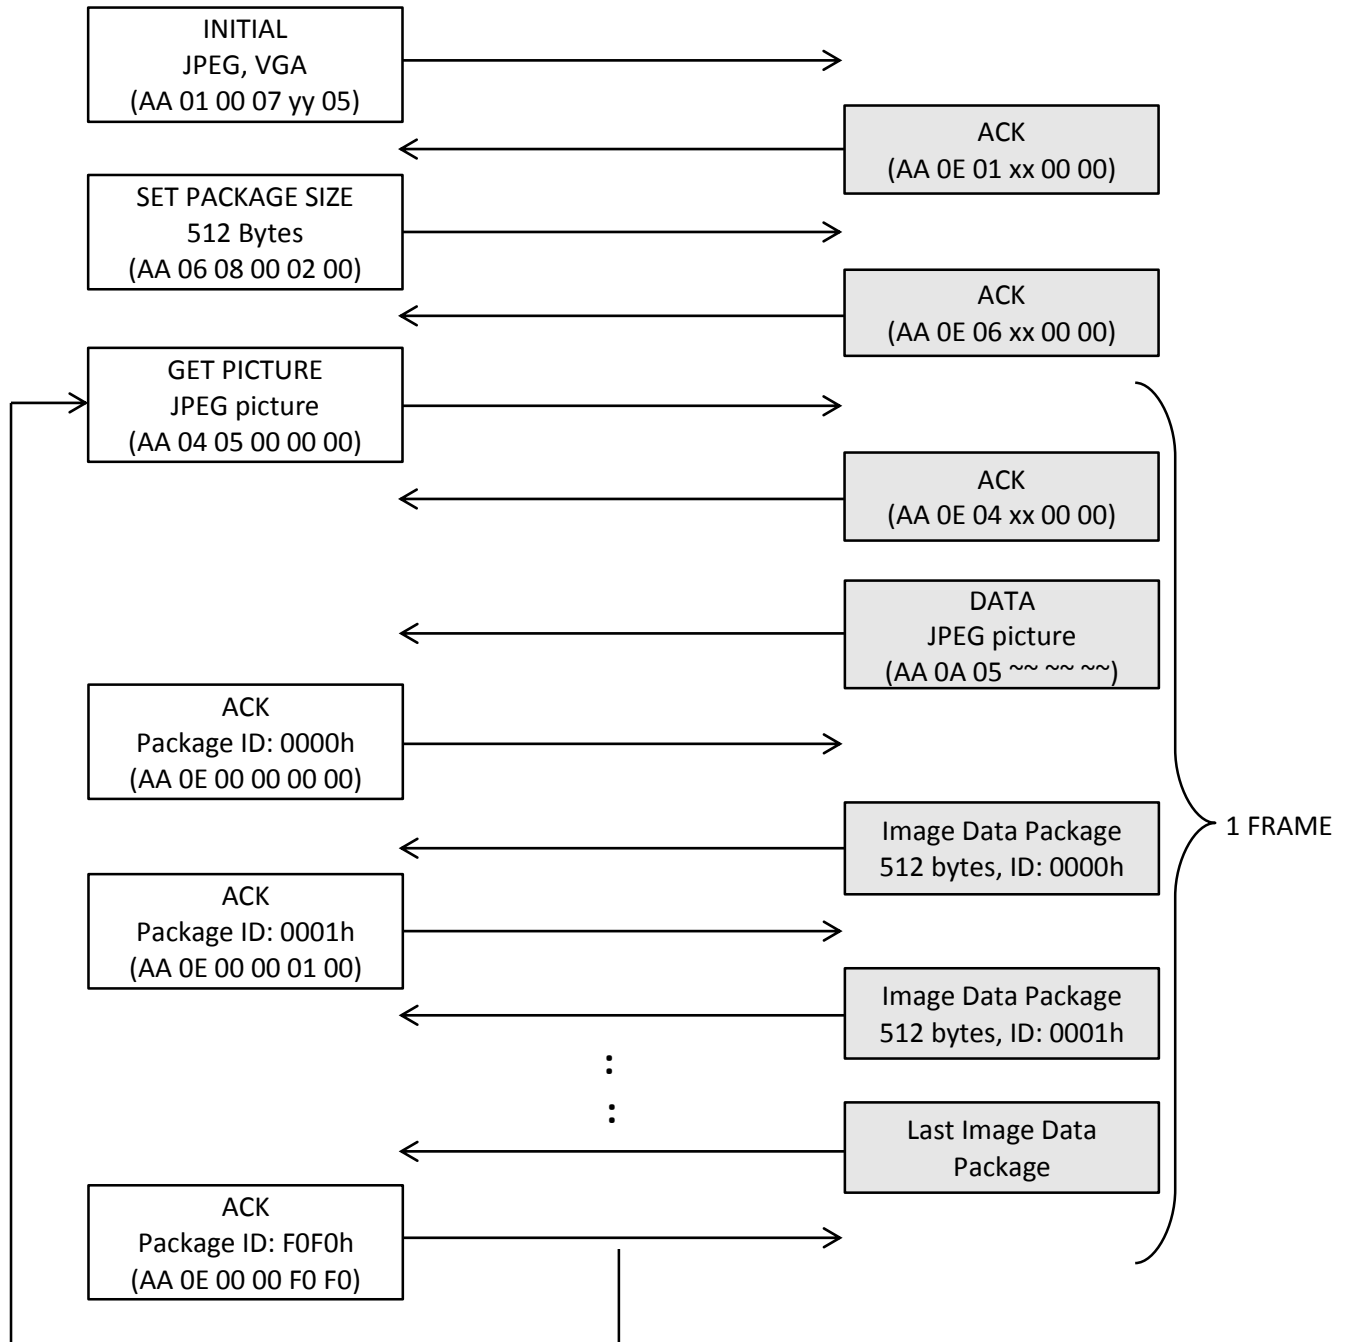 INITIAL
JPEG, VGA
(AA 01 00 07 yy 05)
ACK
(AA 0E 01 xx 00 00)
SET PACKAGE SIZE
512 Bytes
(AA 06 08 00 02 00)
ACK
(AA 0E 06 xx 00 00)
GET PICTURE
JPEG picture
(AA 04 05 00 00 00)
ACK
(AA 0E 04 xx 00 00)
DATA
JPEG picture
(AA 0A 05 ~~ ~~ ~~)
ACK
Package ID: 0000h
(AA 0E 00 00 00 00)
Image Data Package
512 bytes, ID: 0000h
1 FRAME
ACK
Package ID: 0001h
(AA 0E 00 00 01 00)
Image Data Package
512 bytes, ID: 0001h
:
:
Last Image Data
Package
ACK
Package ID: F0F0h
(AA 0E 00 00 F0 F0)